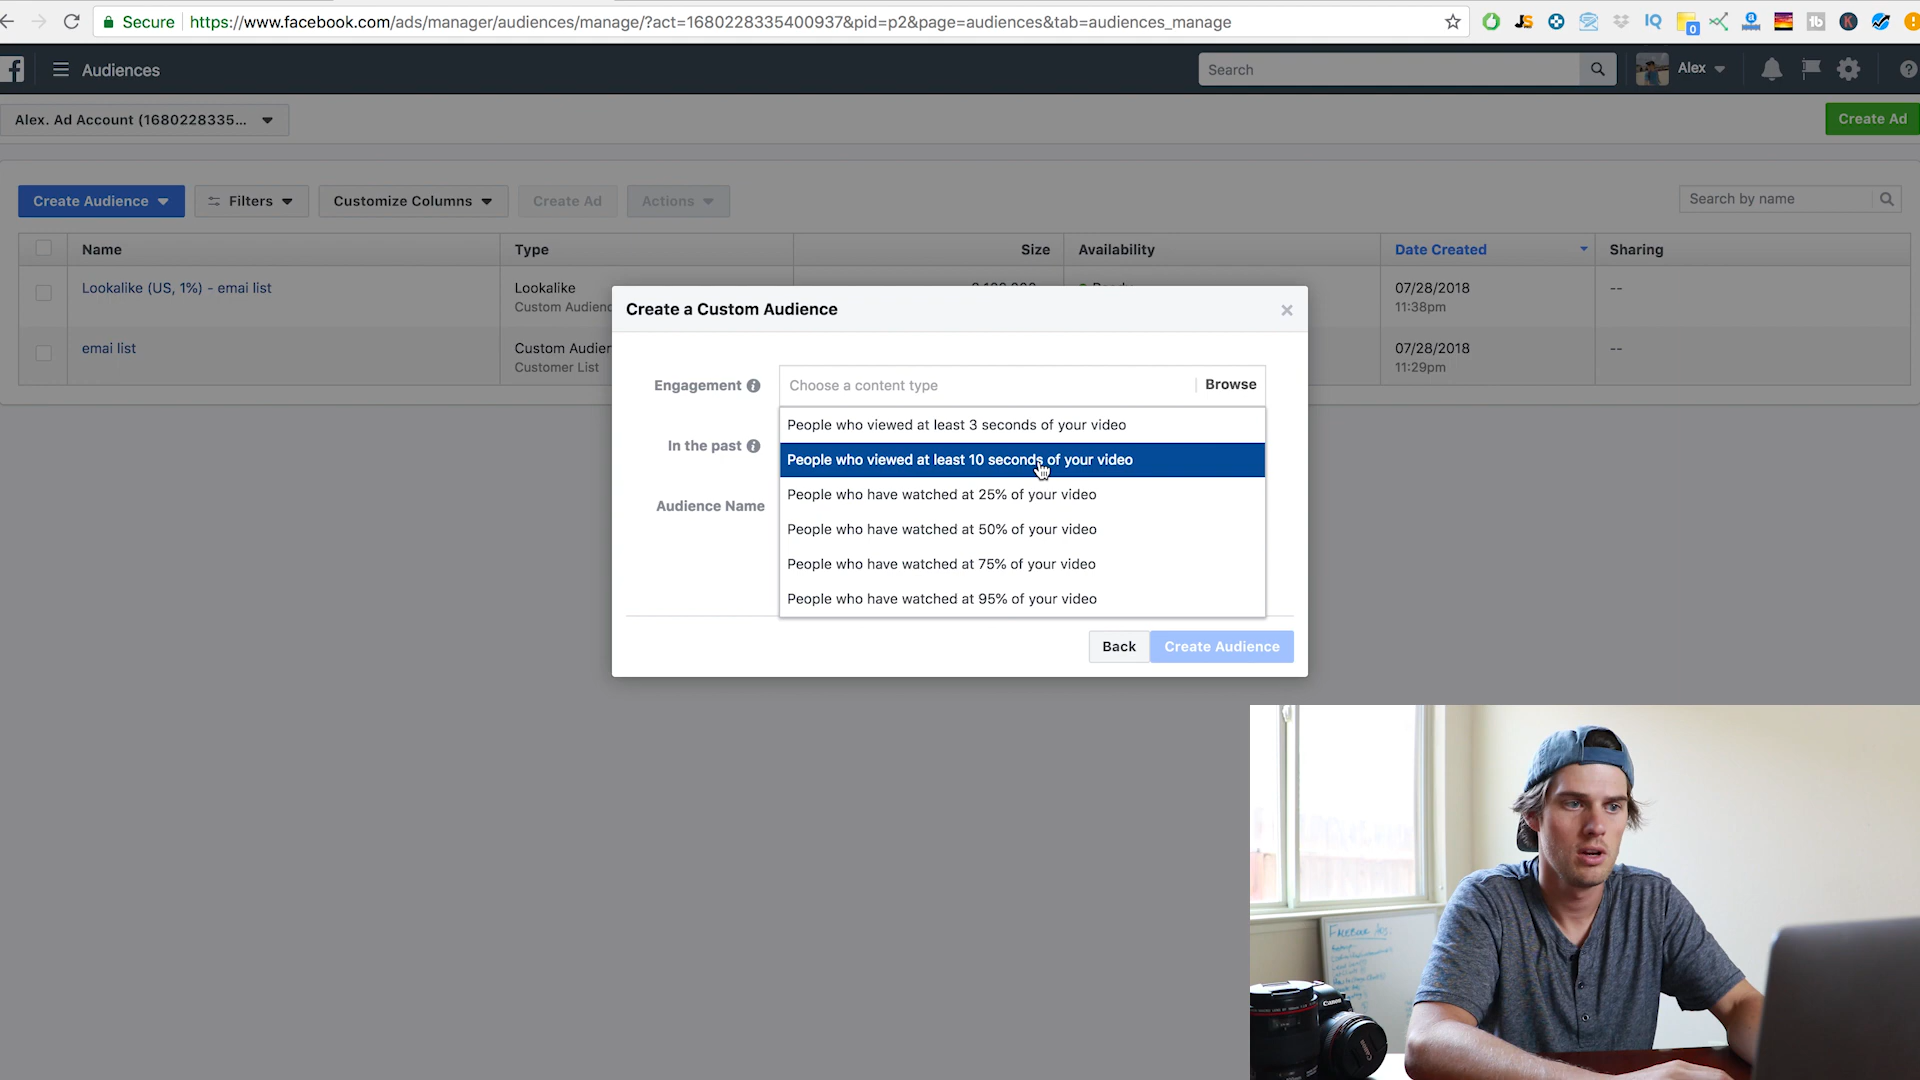 Secure https://www.facebook.com/ads/manager/audiences/manage/?act=1680228335400937&pid=p2&page=audiences&tab=audiences_manage
JS IQ 0 1b K
Audiences Search Alex
Alex. Ad Account (1680228335... Create Ad
Create Audience Filters Customize Columns Create Ad Actions Search by name
Name Type Size Availability Date Created Sharing
Lookalike (US, 1%) - emai list Lookalike 07/28/2018 --
11:38pm
emai list 07/28/2018 --
Customer List 11:29pm
Create a Custom Audience ×
Engagement Choose a content type Browse
People who viewed at least 3 seconds of your video
In the past People who viewed at least 10 seconds of your video
People who have watched at 25% of your video
Audience Name
People who have watched at 50% of your video
People who have watched at 75% of your video
People who have watched at 95% of your video
Back Create Audience
Canon
Canon